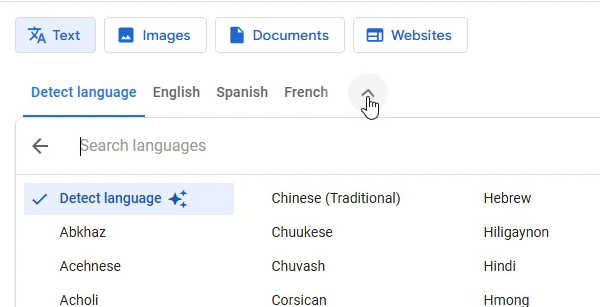 Text Images Documents Websites
Detect language English Spanish French
Search languages
Detect language Chinese (Traditional) Hebrew
Abkhaz Chuukese Hiligaynon
Acehnese Chuvash Hindi
Acholi Corsican Hmong